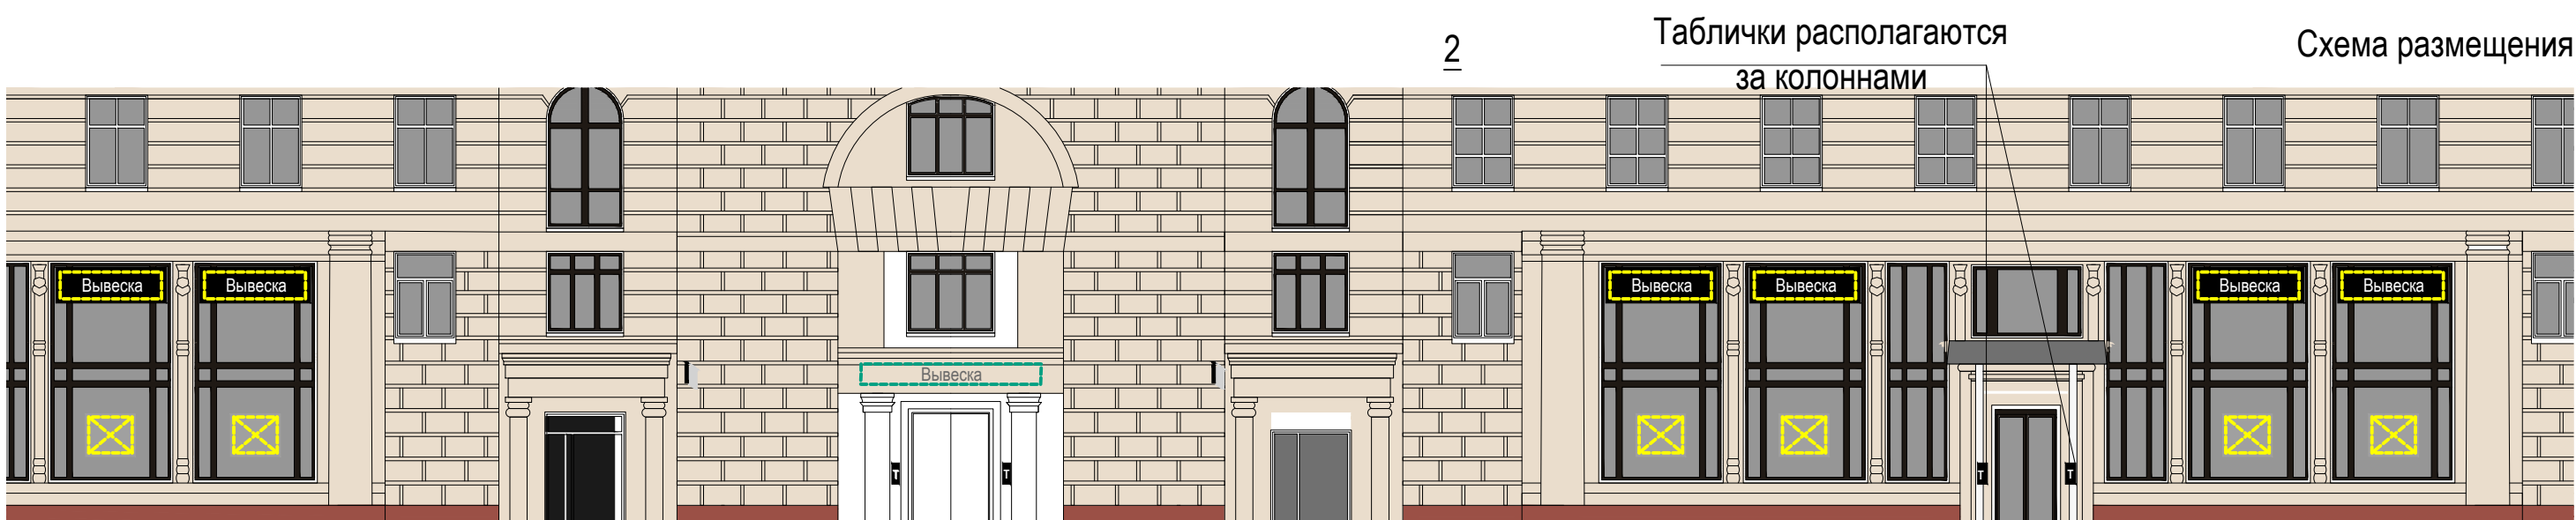 2
Таблички располагаются
за колоннами
Схема размещения
Вывеска
Вывеска
Вывеска
Вывеска
Вывеска
Вывеска
Вывеска
Т
Т
Т
Т